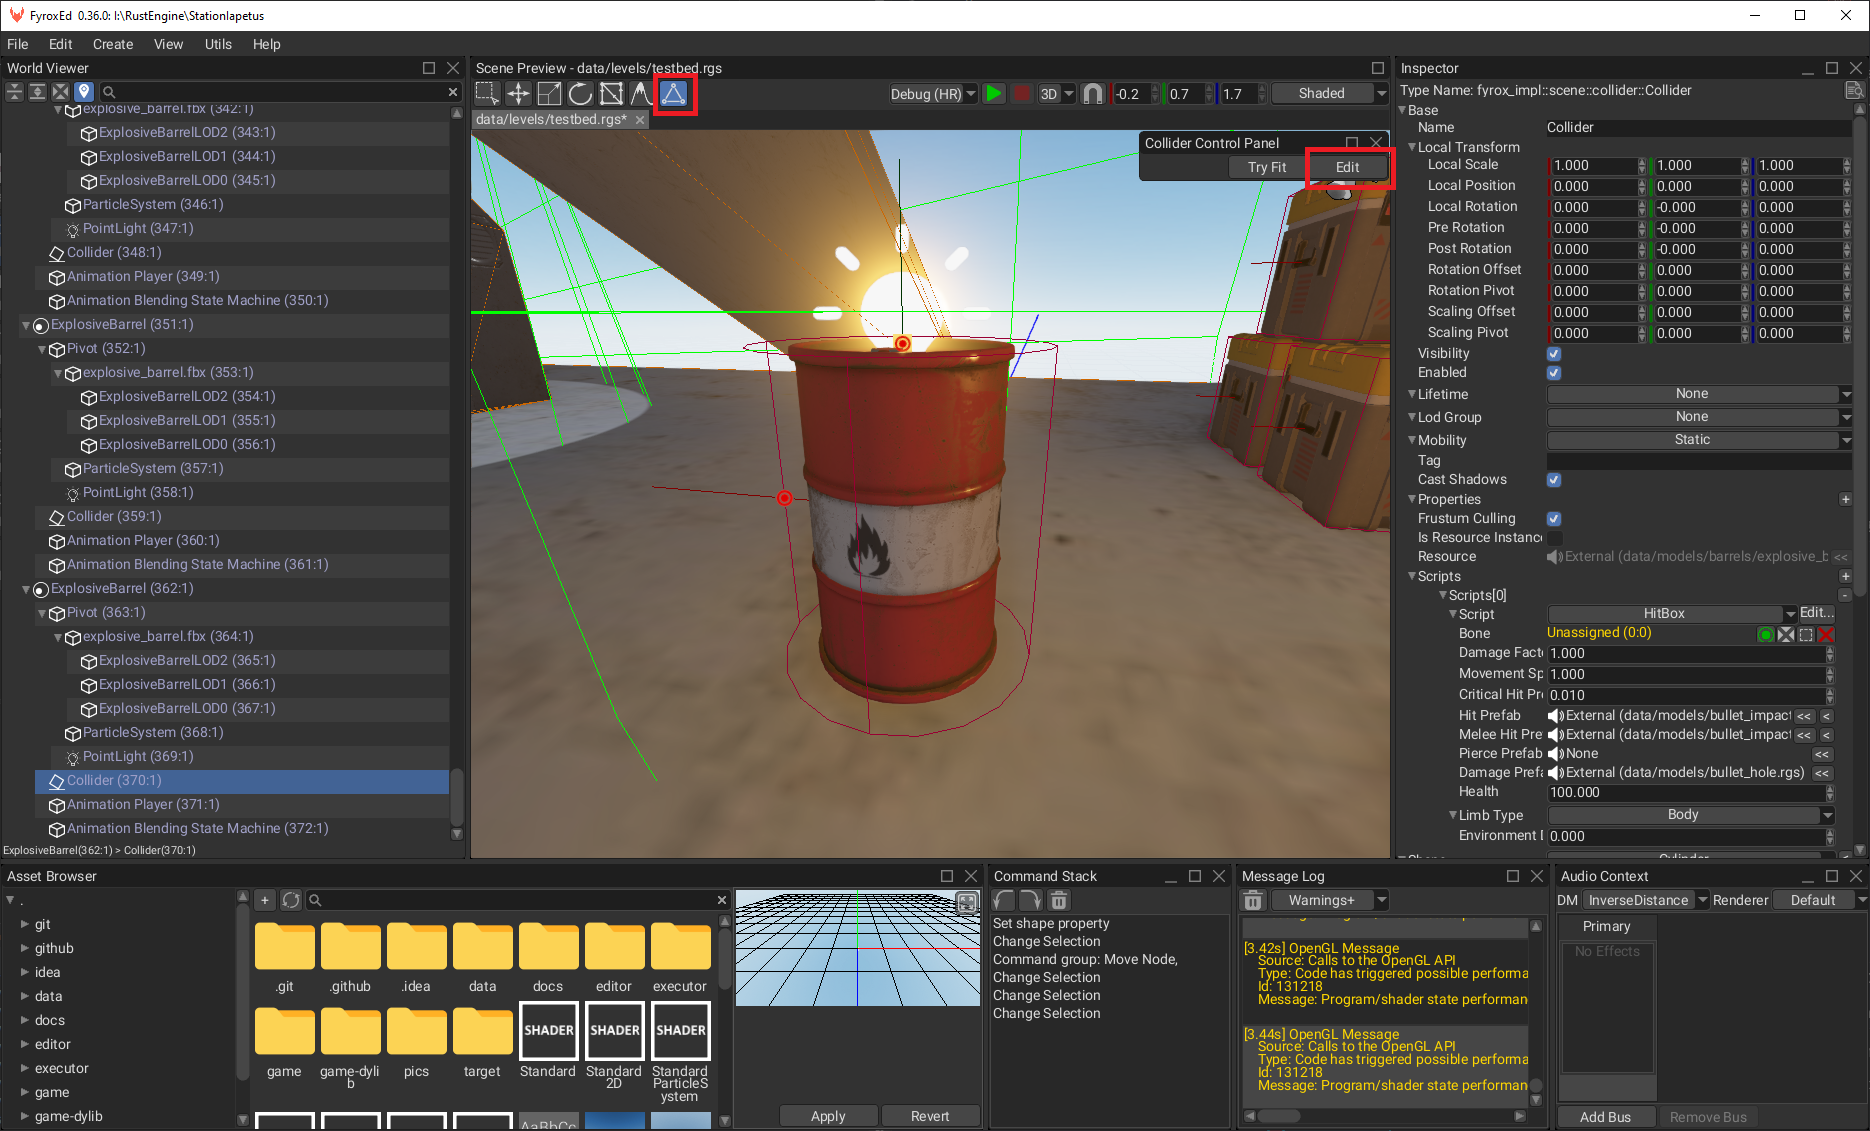 FyroxEd 0.36.0: I:\RustEngine\StationIapetus
File Edit Create View Utils Help
World Viewer
explosive_barrel.fbx (342:1)
ExplosiveBarrelLOD2 (343:1)
ExplosiveBarrelLOD1 (344:1)
ExplosiveBarrelLOD0 (345:1)
ParticleSystem (346:1)
PointLight (347:1)
Collider (348:1)
Animation Player (349:1)
Animation Blending State Machine (350:1)
ExplosiveBarrel (351:1)
Pivot (352:1)
explosive_barrel.fbx (353:1)
ExplosiveBarrelLOD2 (354:1)
ExplosiveBarrelLOD1 (355:1)
ExplosiveBarrelLOD0 (356:1)
ParticleSystem (357:1)
PointLight (358:1)
Collider (359:1)
Animation Player (360:1)
Animation Blending State Machine (361:1)
ExplosiveBarrel (362:1)
Pivot (363:1)
explosive_barrel.fbx (364:1)
ExplosiveBarrelLOD2 (365:1)
ExplosiveBarrelLOD1 (366:1)
ExplosiveBarrelLOD0 (367:1)
ParticleSystem (368:1)
PointLight (369:1)
Collider (370:1)
Animation Player (371:1)
Animation Blending State Machine (372:1)
ExplosiveBarrel(362:1) > Collider(370:1)
Scene Preview - data/levels/testbed.rgs
Debug (HR) 3D -0.2 0.7 1.7 Shaded
data/levels/testbed.rgs*
Collider Control Panel
Try Fit Edit
Inspector
Type Name: fyrox_impl::scene::collider::Collider
Base
Name Collider
Local Transform
Local Scale 1.000 1.000 1.000
Local Position 0.000 0.000 0.000
Local Rotation 0.000 -0.000 0.000
Pre Rotation 0.000 -0.000 0.000
Post Rotation 0.000 -0.000 0.000
Rotation Offset 0.000 0.000 0.000
Rotation Pivot 0.000 0.000 0.000
Scaling Offset 0.000 0.000 0.000
Scaling Pivot 0.000 0.000 0.000
Visibility
Enabled
Lifetime None
Lod Group None
Mobility Static
Tag
Cast Shadows
Properties +
Frustum Culling
Is Resource Instance
Resource External (data/models/barrels/explosive_b <<
Scripts +
Scripts[0] -
Script HitBox Edit...
Bone Unassigned (0:0)
Damage Fact 1.000
Movement Sp 1.000
Critical Hit Pr 0.010
Hit Prefab External (data/models/bullet_impact << <
Melee Hit Pre External (data/models/bullet_impact << <
Pierce Prefab None <<
Damage Prefa External (data/models/bullet_hole.rgs) <<
Health 100.000
Limb Type Body
Environment 0.000
Asset Browser
.
git
github
idea
data
docs
editor
executor
game
game-dylib
+
.git .github .idea data docs editor executor
SHADER SHADER SHADER
game game-dylib pics target Standard Standard2D StandardParticleSystem
AaBbCc
Apply Revert
Command Stack
Set shape property
Change Selection
Command group: Move Node,
Change Selection
Change Selection
Change Selection
Message Log
Warnings+
[3.42s] OpenGL Message
Source: Calls to the OpenGL API
Type: Code has triggered possible performa
Id: 131218
Message: Program/shader state performan
[3.44s] OpenGL Message
Source: Calls to the OpenGL API
Type: Code has triggered possible performa
Id: 131218
Message: Program/shader state performan
Audio Context
DM InverseDistance Renderer Default
Primary
No Effects
Add Bus Remove Bus